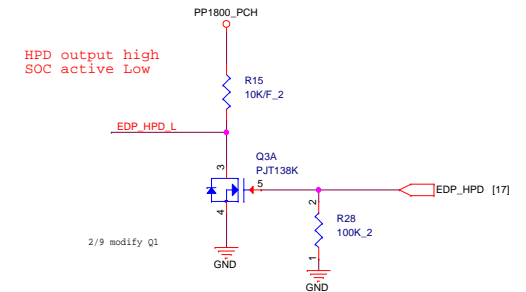 PP1800_PCH
HPD output high
SOC active Low
R15
10K/F_2
EDP_HPD_L
3
Q3A
PJT138K
5
4
EDP_HPD [17]
2
R28
100K_2
1
2/9 modify Q1
GND
GND